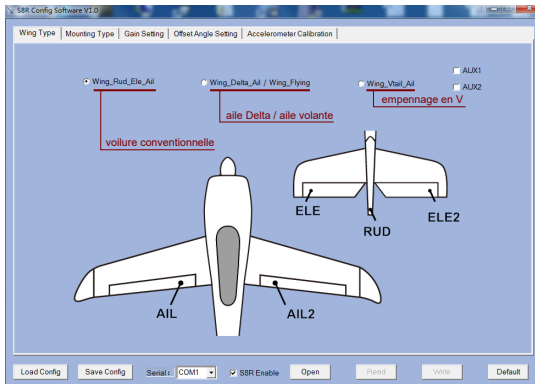 S8R Config Software V1.0
Wing Type Mounting Type Gain Setting Offset Angle Setting Accelerometer Calibration
Wing_Rud_Ele_Ail Wing_Delta_Ail / Wing_Flying Wing_Vtail_Ail AUX1
AUX2
empennage en V
aile Delta / aile volante
voilure conventionnelle
ELE ELE2
RUD
AIL AIL2
Load Config Save Config Serial: COM1 S8R Enable Open Read Write Default